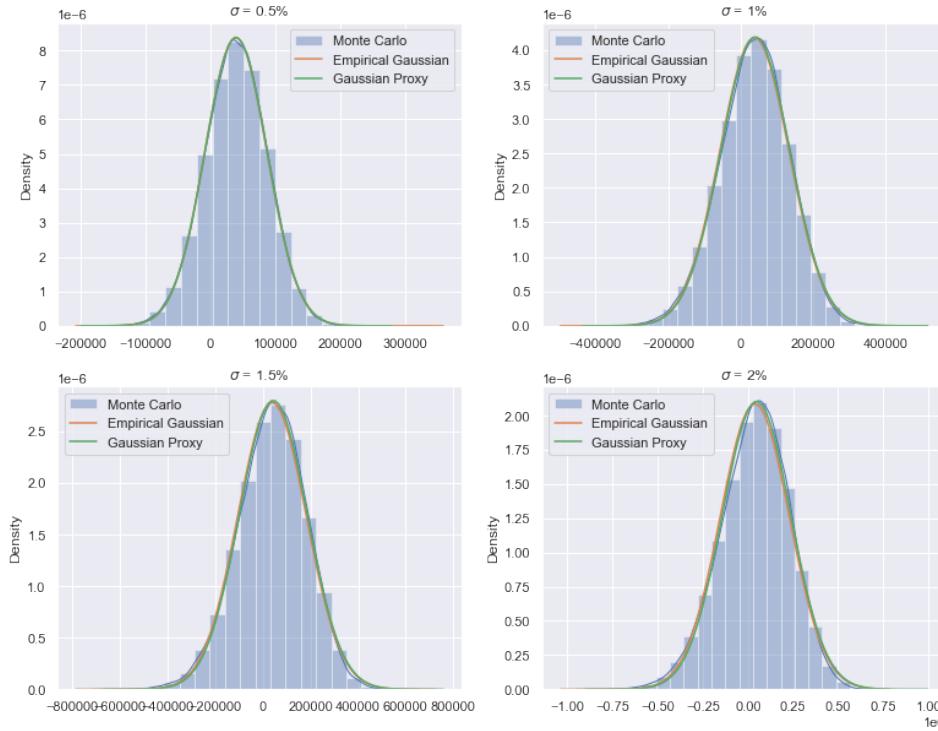 σ = 0.5%
1e−6
Monte Carlo
Empirical Gaussian
Gaussian Proxy
Density
8
7
6
5
4
3
2
1
0
−200000 −100000 0 100000 200000 300000
σ = 1%
1e−6
Monte Carlo
Empirical Gaussian
Gaussian Proxy
Density
4.0
3.5
3.0
2.5
2.0
1.5
1.0
0.5
0.0
−400000 −200000 0 200000 400000
σ = 1.5%
1e−6
Monte Carlo
Empirical Gaussian
Gaussian Proxy
Density
2.5
2.0
1.5
1.0
0.5
0.0
−800000 −600000 −400000 −200000 0 200000 400000 600000 800000
σ = 2%
1e−6
Monte Carlo
Empirical Gaussian
Gaussian Proxy
Density
2.00
1.75
1.50
1.25
1.00
0.75
0.50
0.25
0.00
−1.00 −0.75 −0.50 −0.25 0.00 0.25 0.50 0.75 1.00